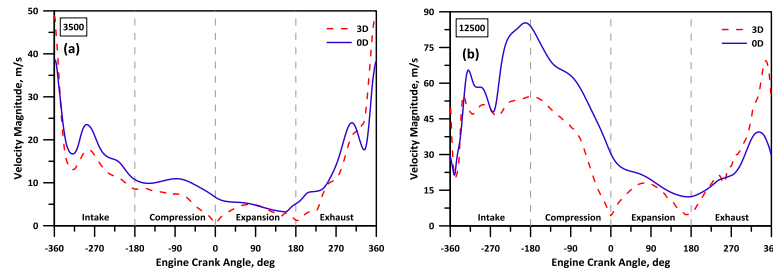 3500
(a)
3D
0D
Velocity Magnitude, m/s
50
40
30
20
10
0
Intake
Compression
Expansion
Exhaust
-360
-270
-180
-90
0
90
180
270
360
Engine Crank Angle, deg
12500
(b)
3D
0D
Velocity Magnitude, m/s
90
75
60
45
30
15
0
Intake
Compression
Expansion
Exhaust
-360
-270
-180
-90
0
90
180
270
360
Engine Crank Angle, deg